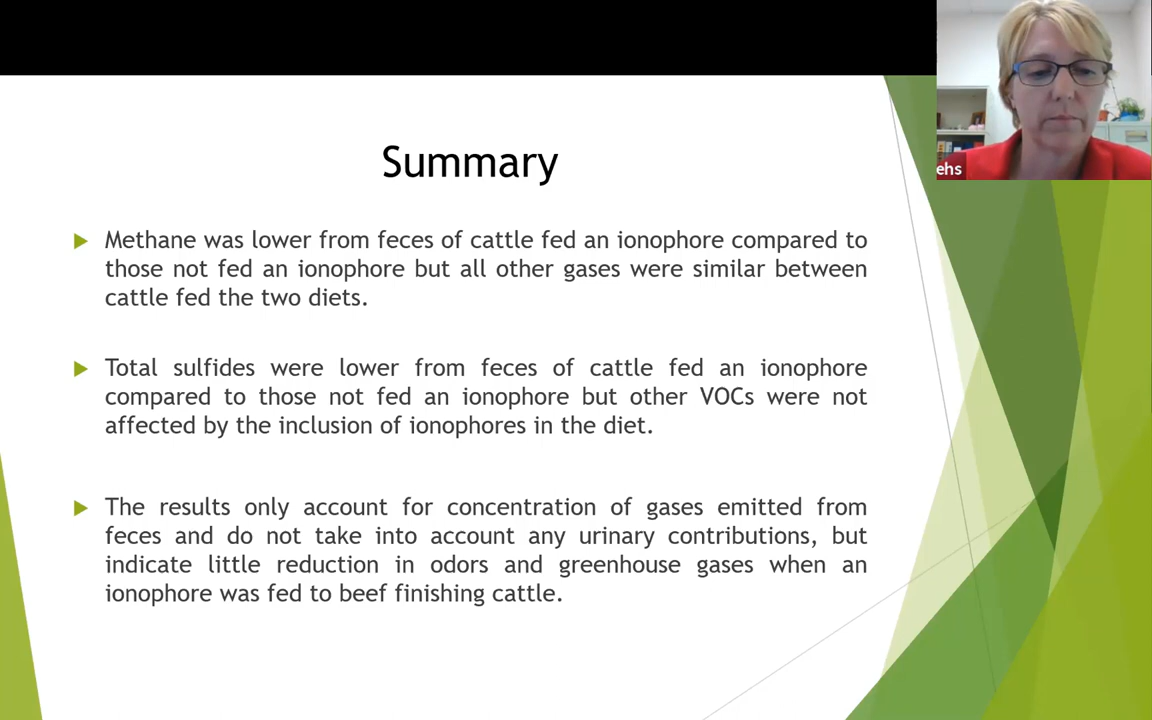 ehs
Summary
Methane was lower from feces of cattle fed an ionophore compared to
those not fed an ionophore but all other gases were similar between
cattle fed the two diets.
Total sulfides were lower from feces of cattle fed an ionophore
compared to those not fed an ionophore but other VOCs were not
affected by the inclusion of ionophores in the diet.
The results only account for concentration of gases emitted from
feces and do not take into account any urinary contributions, but
indicate little reduction in odors and greenhouse gases when an
ionophore was fed to beef finishing cattle.